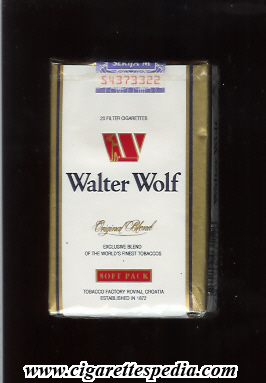 SERIJA M
S4373322
20 FILTER CIGARETTES
Walter Wolf
Original Blend
EXCLUSIVE BLEND
OF THE WORLD'S FINEST TOBACCOS
SOFT PACK
TOBACCO FACTORY ROVINJ, CROATIA
ESTABLISHED IN 1872
www.cigarettespedia.com